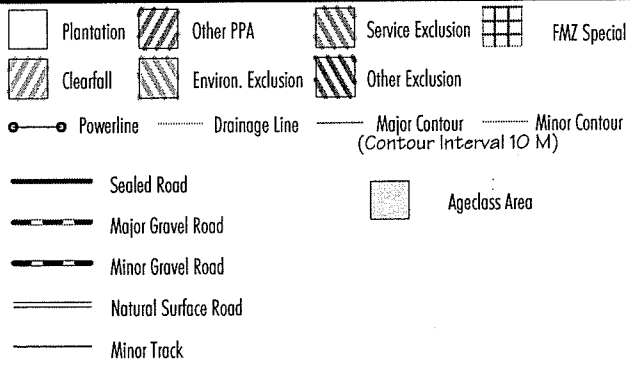 Plantation Other PPA Service Exclusion FMZ Special
Clearfall Environ. Exclusion Other Exclusion
Powerline Drainage Line Major Contour Minor Contour
(Contour Interval 10 M)
Sealed Road
Ageclass Area
Major Gravel Road
Minor Gravel Road
Natural Surface Road
Minor Track